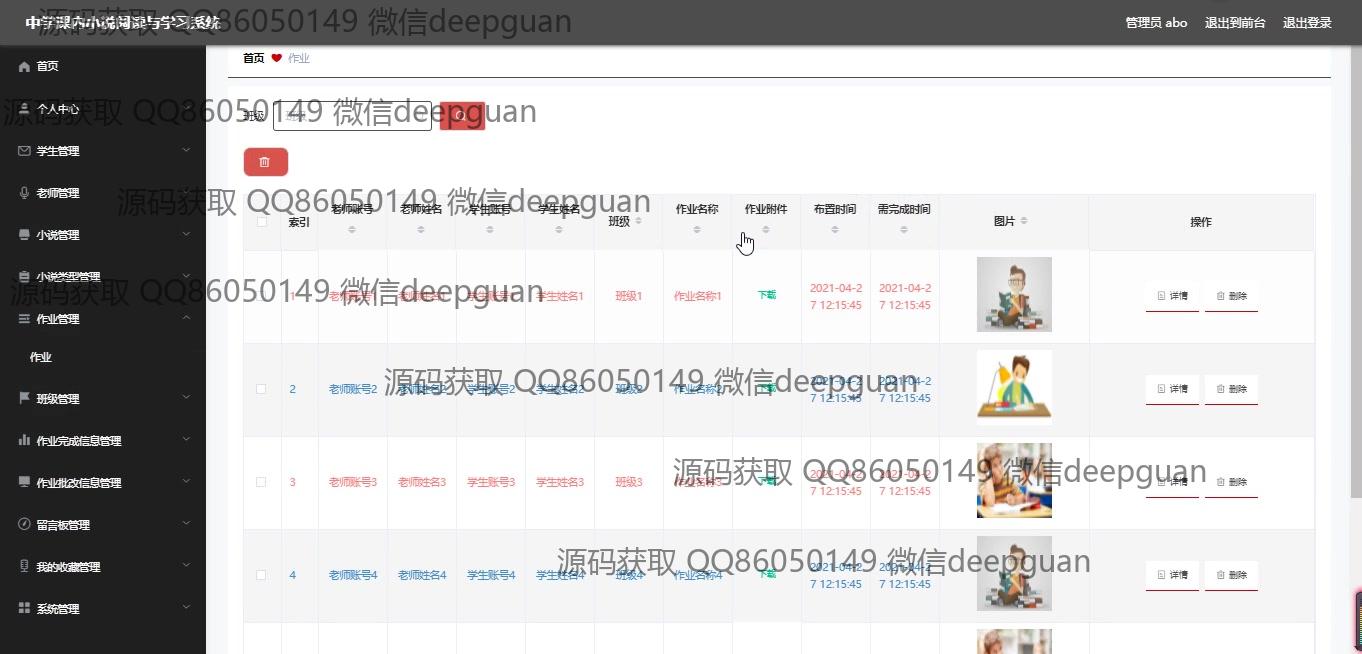 中学课内小说阅读与学习系统
管理员 abo 退出到前台 退出登录
源码获取 QQ86050149 微信deepguan
首页
个人中心
学生管理
老师管理
小说管理
小说类型管理
作业管理
作业
班级管理
作业完成信息管理
作业批改信息管理
留言板管理
我的收藏管理
系统管理
首页 作业
源码获取 QQ86050149 微信deepguan
班级 班级
源码获取 QQ86050149 微信deepguan
索引 老师账号 老师姓名 学生账号 学生姓名 班级 作业名称 作业附件 布置时间 需完成时间 图片 操作
源码获取 QQ86050149 微信deepguan
1 老师账号1 老师姓名1 学生账号1 学生姓名1 班级1 作业名称1 下载 2021-04-27 12:15:45 2021-04-27 12:15:45 详情 删除
源码获取 QQ86050149 微信deepguan
2 老师账号2 老师姓名2 学生账号2 学生姓名2 班级2 作业名称2 下载 2021-04-27 12:15:45 2021-04-27 12:15:45 详情 删除
源码获取 QQ86050149 微信deepguan
3 老师账号3 老师姓名3 学生账号3 学生姓名3 班级3 作业名称3 下载 2021-04-27 12:15:45 2021-04-27 12:15:45 详情 删除
源码获取 QQ86050149 微信deepguan
4 老师账号4 老师姓名4 学生账号4 学生姓名4 班级4 作业名称4 下载 2021-04-27 12:15:45 2021-04-27 12:15:45 详情 删除